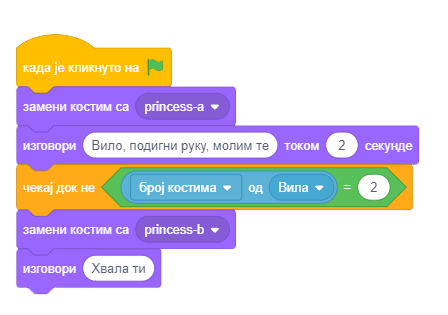 када је кликнуто на
замени костим са princess-a
изговори Вило, подигни руку, молим те током 2 секунде
чекај док не број костима од Вила = 2
замени костим са princess-b
изговори Хвала ти